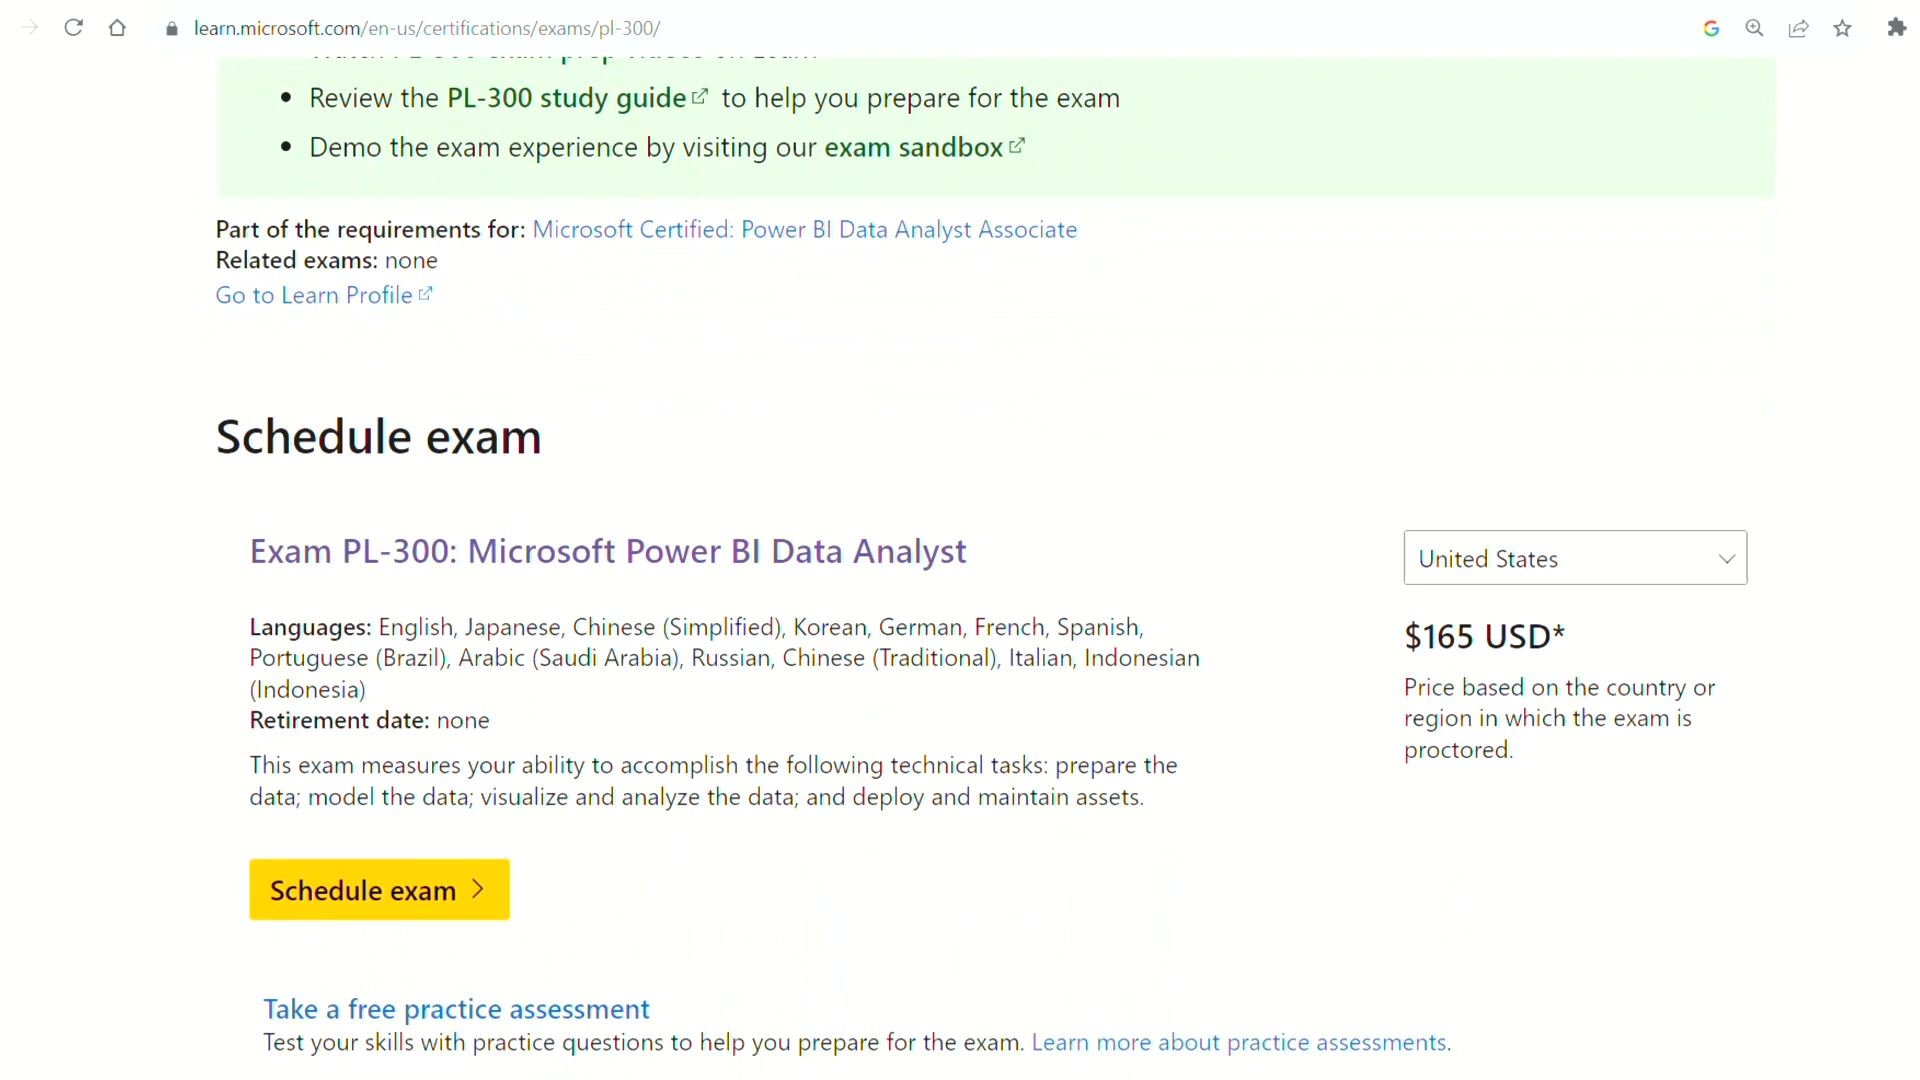 learn.microsoft.com/en-us/certifications/exams/pl-300/
Review the PL-300 study guide to help you prepare for the exam
Demo the exam experience by visiting our exam sandbox
Part of the requirements for: Microsoft Certified: Power BI Data Analyst Associate
Related exams: none
Go to Learn Profile
Schedule exam
Exam PL-300: Microsoft Power BI Data Analyst
United States
Languages: English, Japanese, Chinese (Simplified), Korean, German, French, Spanish,
Portuguese (Brazil), Arabic (Saudi Arabia), Russian, Chinese (Traditional), Italian, Indonesian
(Indonesia)
Retirement date: none
$165 USD*
Price based on the country or
region in which the exam is
proctored.
This exam measures your ability to accomplish the following technical tasks: prepare the
data; model the data; visualize and analyze the data; and deploy and maintain assets.
Schedule exam
Take a free practice assessment
Test your skills with practice questions to help you prepare for the exam. Learn more about practice assessments.